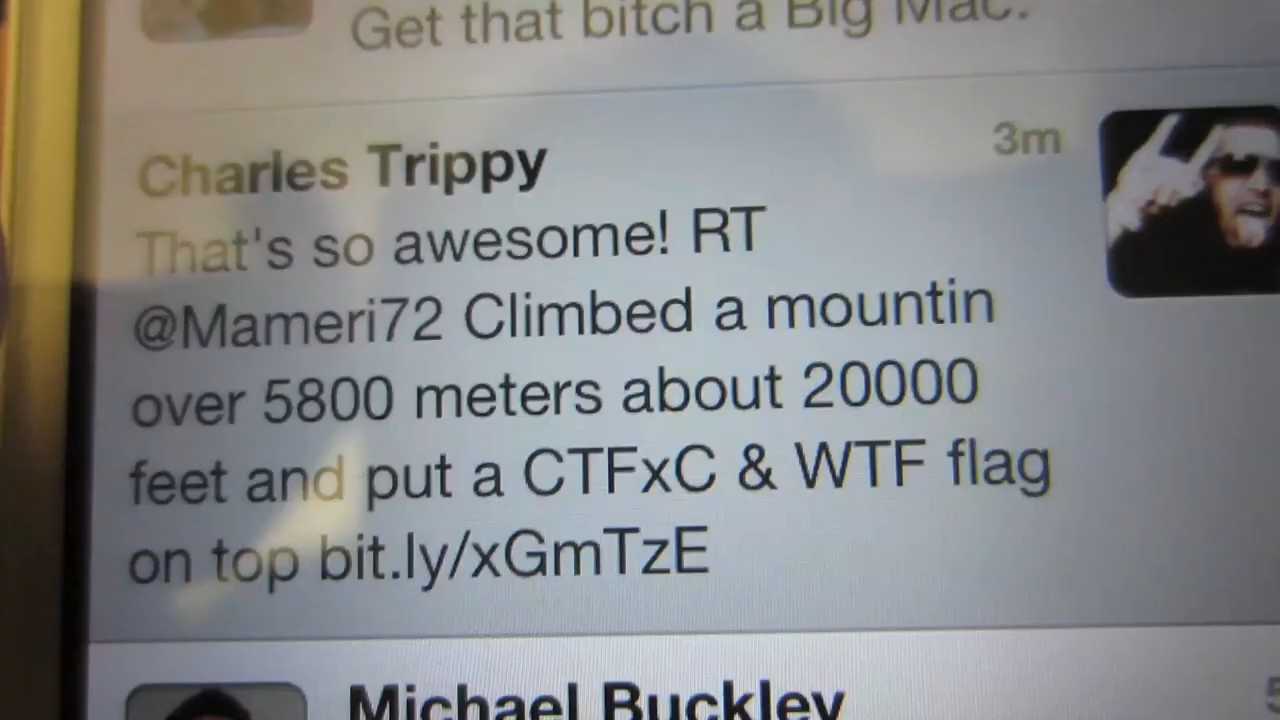 Get that bitch a Big Mac.
Charles Trippy
3m
That's so awesome! RT
@Mameri72 Climbed a mountin
over 5800 meters about 20000
feet and put a CTFxC & WTF flag
on top bit.ly/xGmTzE
Michael Buckley